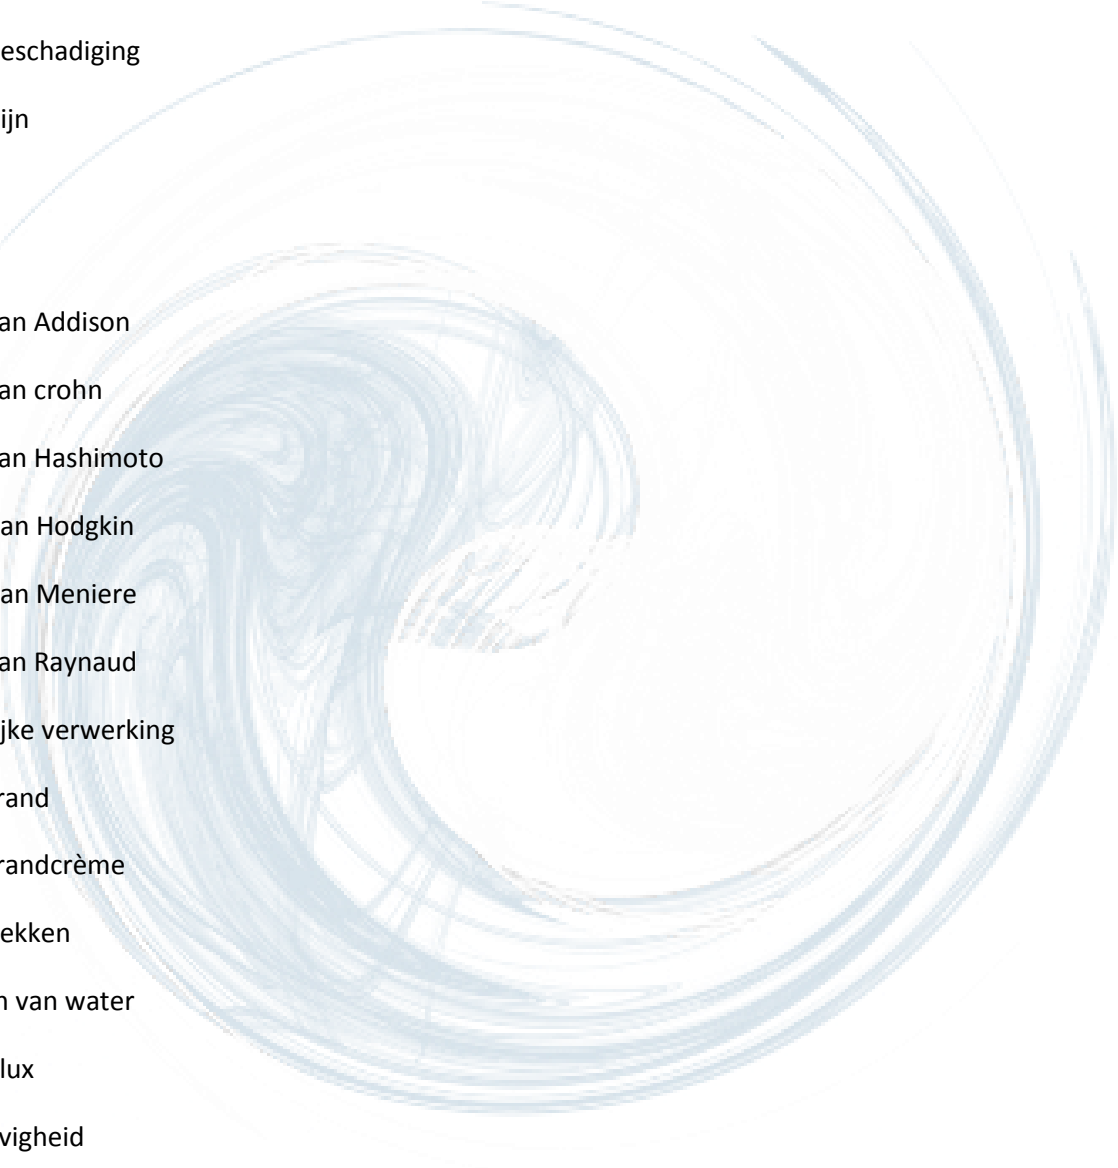 eschadiging
ijn
an Addison
an crohn
an Hashimoto
an Hodgkin
an Meniere
an Raynaud
jke verwerking
rand
randcrème
ekken
n van water
lux
vigheid